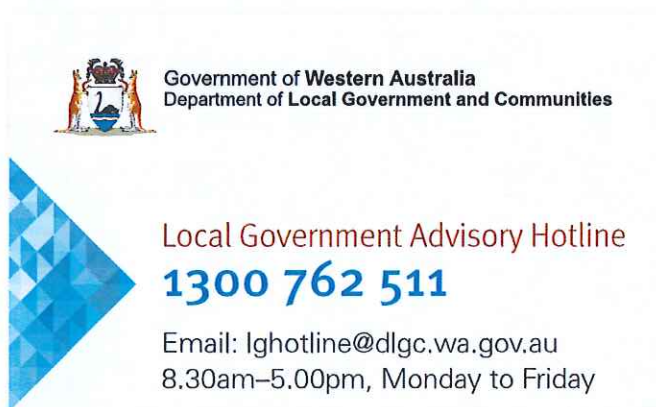 Government of Western Australia
Department of Local Government and Communities
Local Government Advisory Hotline
1300 762 511
Email: lghotline@dlgc.wa.gov.au
8.30am–5.00pm, Monday to Friday